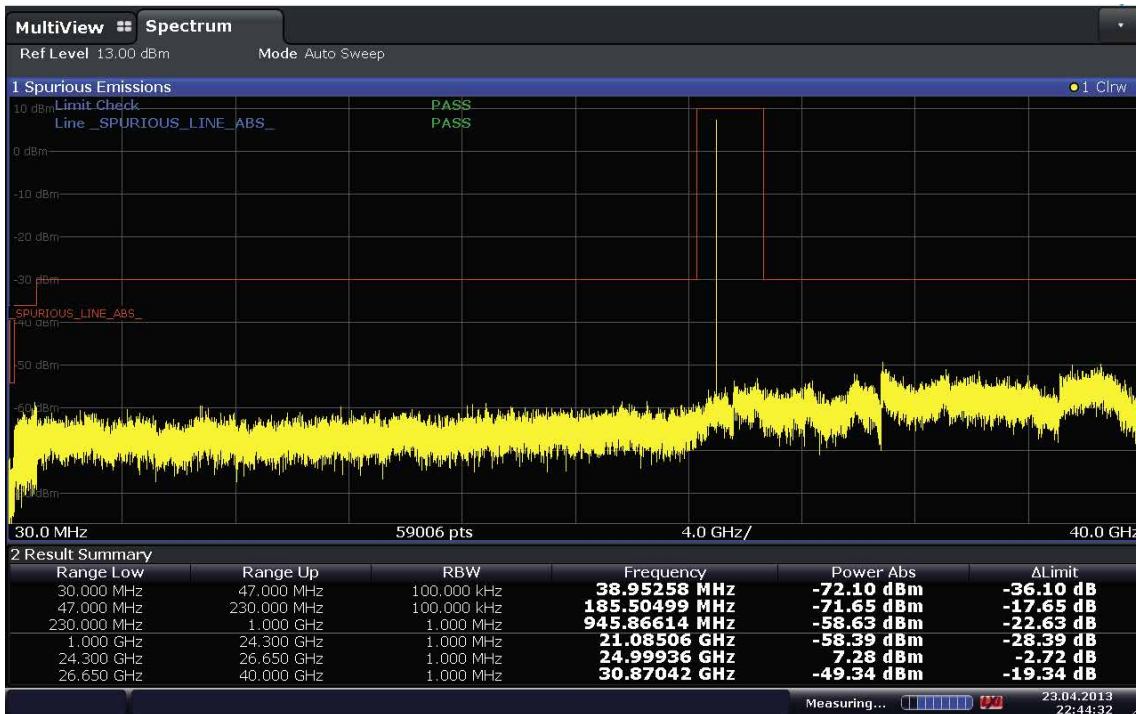 MultiView Spectrum
Ref Level 13.00 dBm Mode Auto Sweep
1 Spurious Emissions 1 Clrw
10 dBm Limit Check PASS
Line _SPURIOUS_LINE_ABS_ PASS
0 dBm
-10 dBm
-20 dBm
-30 dBm
_SPURIOUS_LINE_ABS_
-40 dBm
-50 dBm
-60 dBm
30.0 MHz 59006 pts 4.0 GHz/ 40.0 GHz
2 Result Summary
Range Low Range Up RBW Frequency Power Abs ΔLimit
30.000 MHz 47.000 MHz 100.000 kHz 38.95258 MHz -72.10 dBm -36.10 dB
47.000 MHz 230.000 MHz 100.000 kHz 185.50499 MHz -71.65 dBm -17.65 dB
230.000 MHz 1.000 GHz 1.000 MHz 945.86614 MHz -58.63 dBm -22.63 dB
1.000 GHz 24.300 GHz 1.000 MHz 21.08506 GHz -58.39 dBm -28.39 dB
24.300 GHz 26.650 GHz 1.000 MHz 24.99936 GHz 7.28 dBm -2.72 dB
26.650 GHz 40.000 GHz 1.000 MHz 30.87042 GHz -49.34 dBm -19.34 dB
Measuring... 23.04.2013
22:44:32